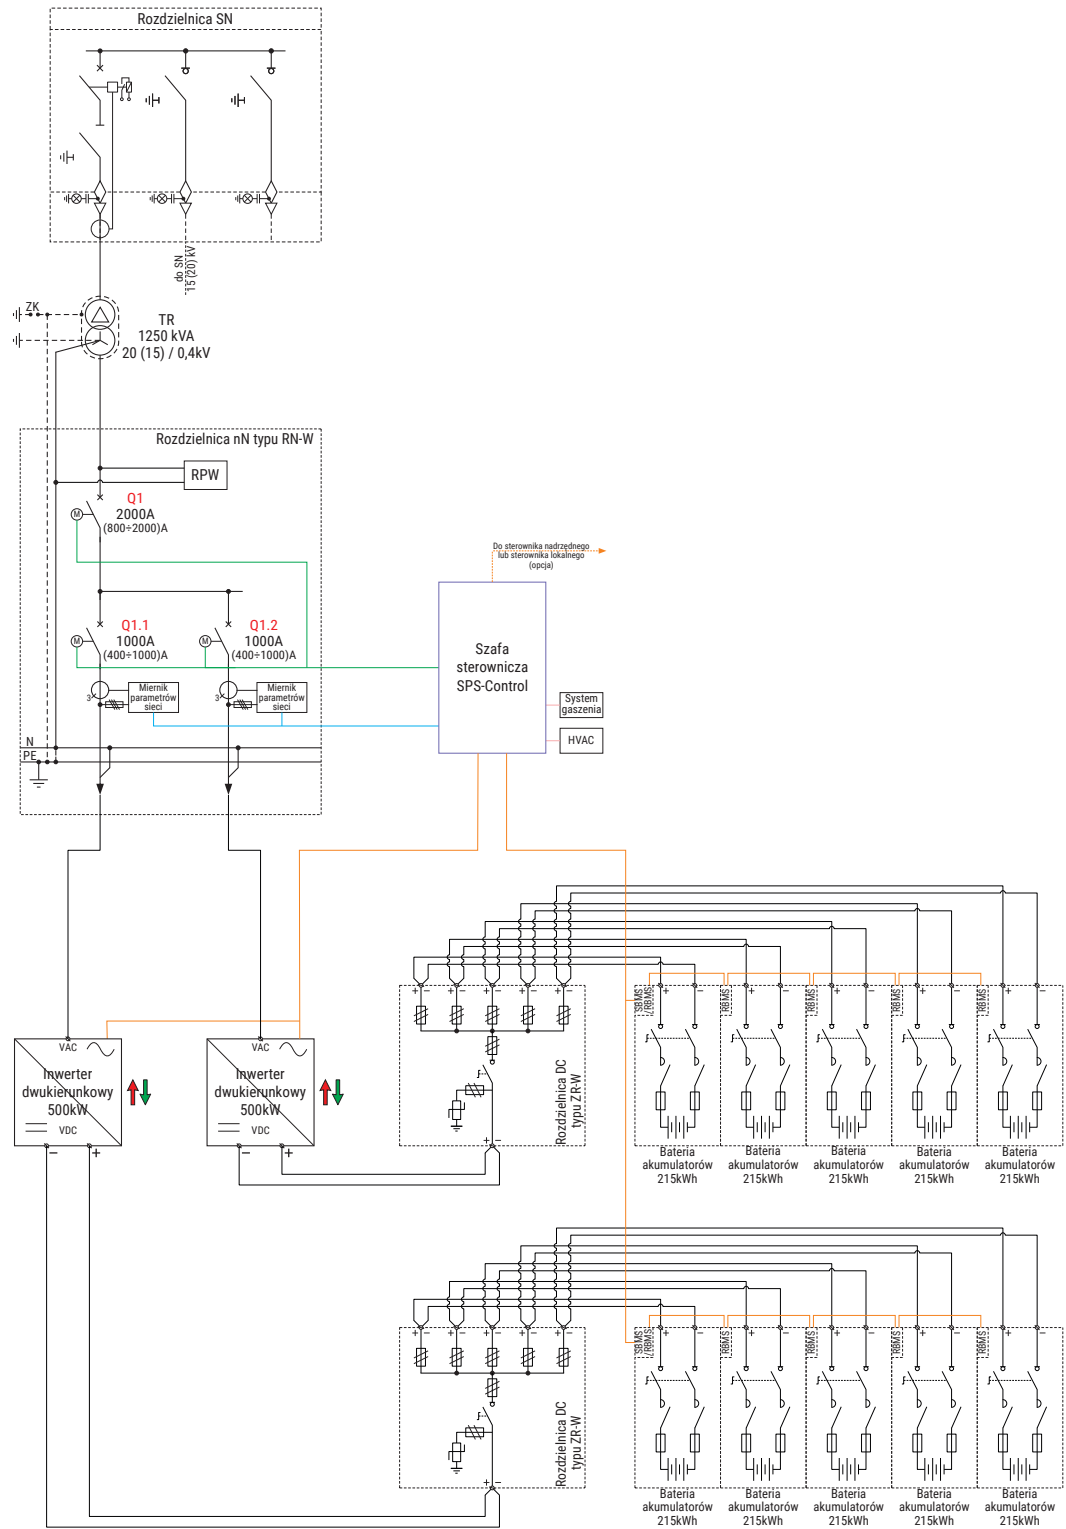 Rozdzielnica SN
do SN
15 (20) kV
ZK
TR
1250 kVA
20 (15) / 0,4kV
Rozdzielnica nN typu RN-W
RPW
Q1
2000A
(800÷2000)A
M
Q1.1
1000A
(400÷1000)A
M
Q1.2
1000A
(400÷1000)A
M
3
Miernik
parametrów
sieci
3
Miernik
parametrów
sieci
N
PE
Do sterownika nadrzędnego
lub sterownika lokalnego
(opcja)
Szafa
sterownicza
SPS-Control
System
gaszenia
HVAC
VAC
Inwerter
dwukierunkowy
500kW
VDC
− +
VAC
Inwerter
dwukierunkowy
500kW
VDC
− +
+ − + − + − + − + −
Rozdzielnica DC
typu ZR-W
+ −
SBMS
/RBMS
+ −
RBMS
+ −
RBMS
+ −
RBMS
+ −
RBMS
+ −
Bateria
akumulatorów
215kWh
Bateria
akumulatorów
215kWh
Bateria
akumulatorów
215kWh
Bateria
akumulatorów
215kWh
Bateria
akumulatorów
215kWh
+ − + − + − + − + −
Rozdzielnica DC
typu ZR-W
+ −
SBMS
/RBMS
+ −
RBMS
+ −
RBMS
+ −
RBMS
+ −
RBMS
+ −
Bateria
akumulatorów
215kWh
Bateria
akumulatorów
215kWh
Bateria
akumulatorów
215kWh
Bateria
akumulatorów
215kWh
Bateria
akumulatorów
215kWh